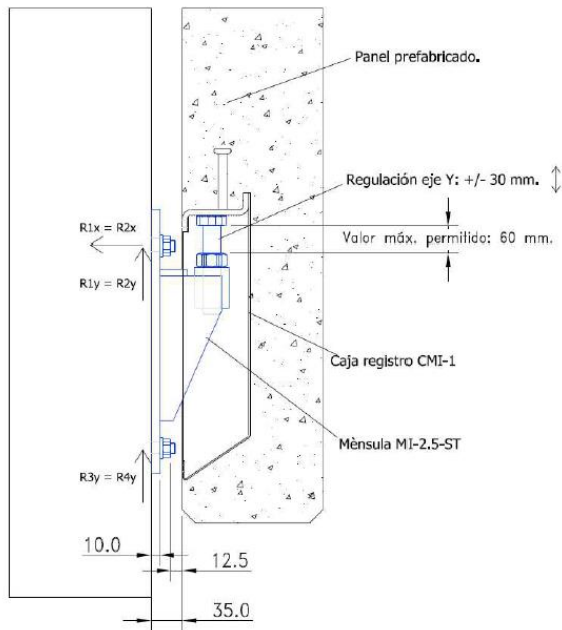 Panel prefabricado.
Regulación eje Y: +/- 30 mm.
R1x = R2x
Valor máx. permitido: 60 mm.
R1y = R2y
Caja registro CMI-1
Mènsula MI-2.5-ST
R3y = R4y
10.0
12.5
35.0